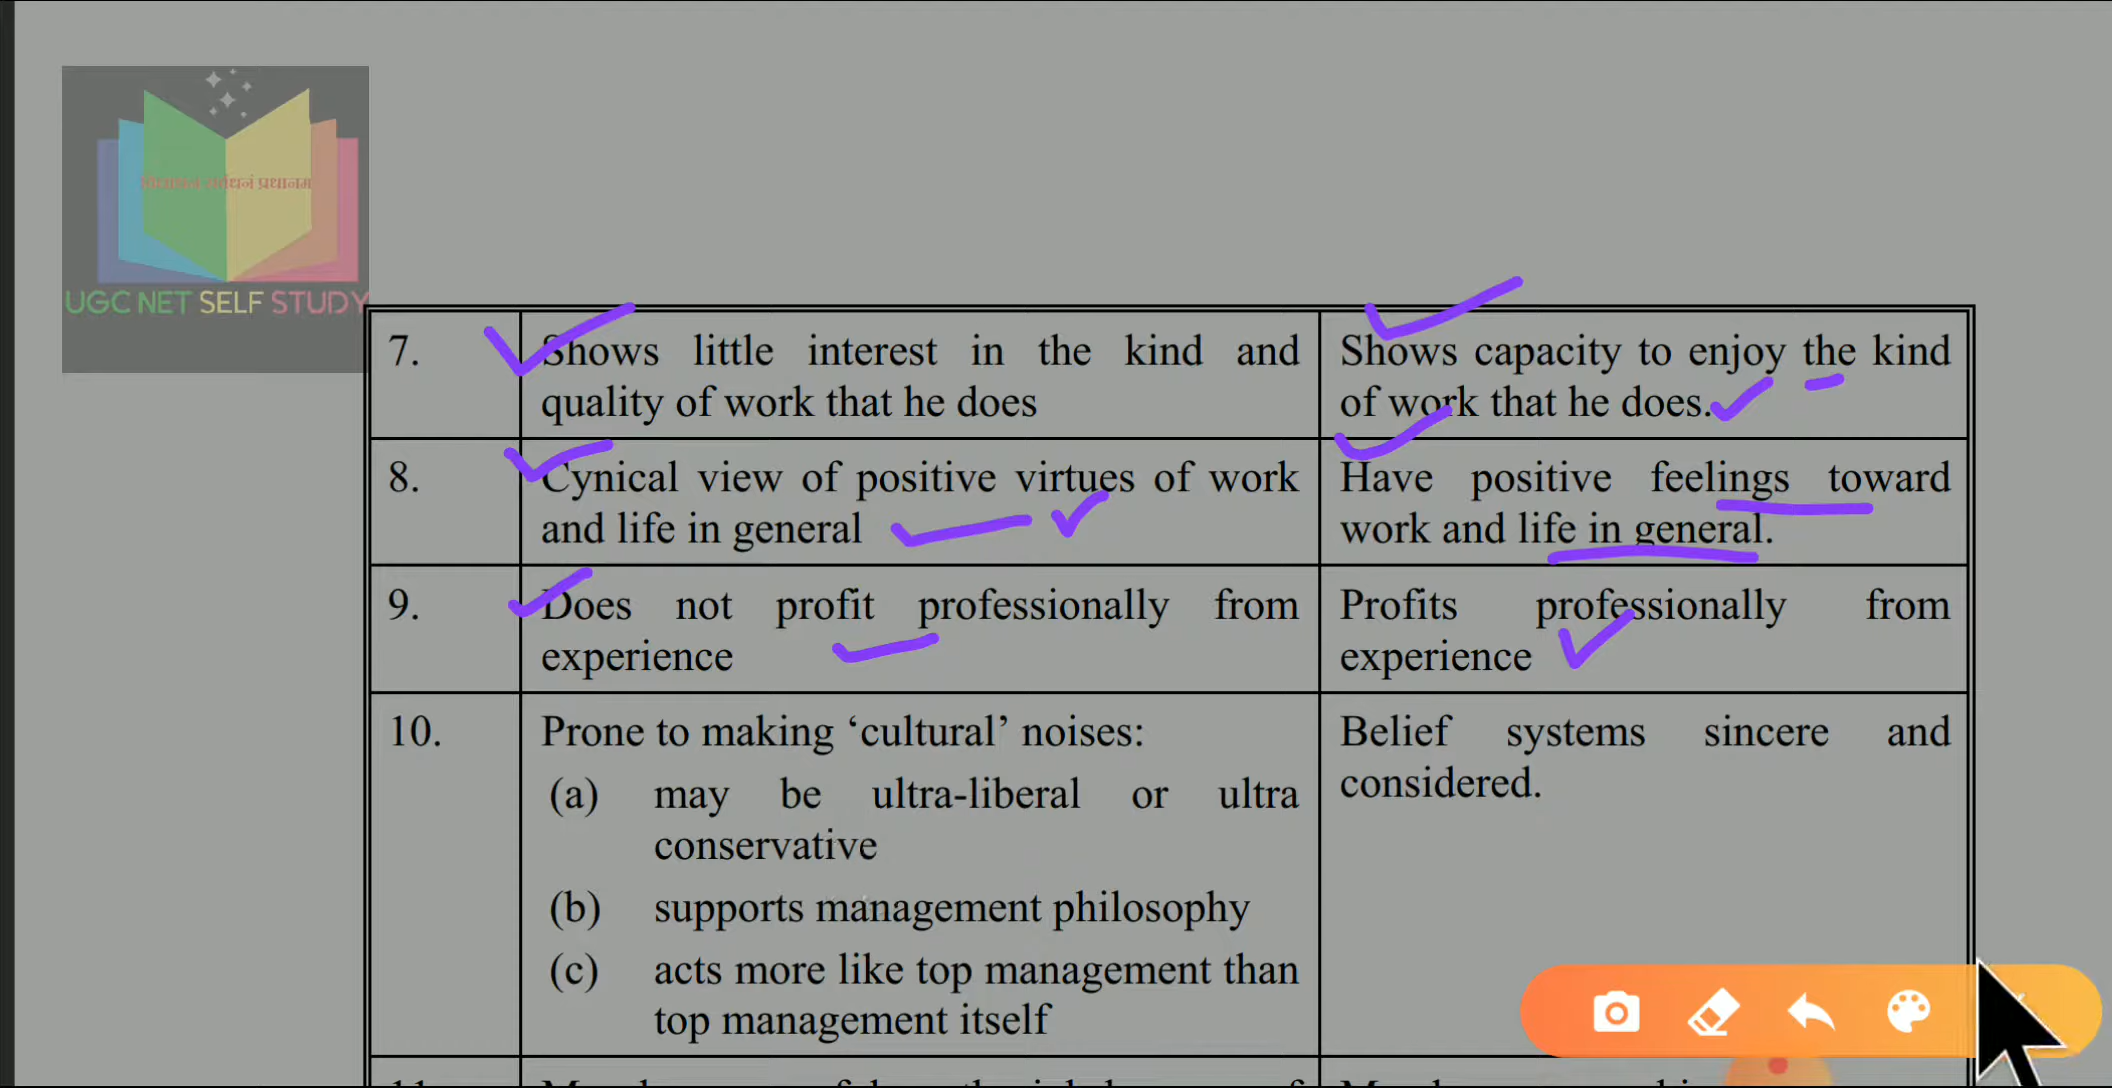 UGC NET SELF STUDY
7.
Shows little interest in the kind and
quality of work that he does
Shows capacity to enjoy the kind
of work that he does.
8.
Cynical view of positive virtues of work
and life in general
Have positive feelings toward
work and life in general.
9.
Does not profit professionally from
experience
Profits professionally from
experience
10.
Prone to making ‘cultural’ noises:
(a) may be ultra-liberal or ultra
conservative
(b) supports management philosophy
(c) acts more like top management than
top management itself
Belief systems sincere and
considered.